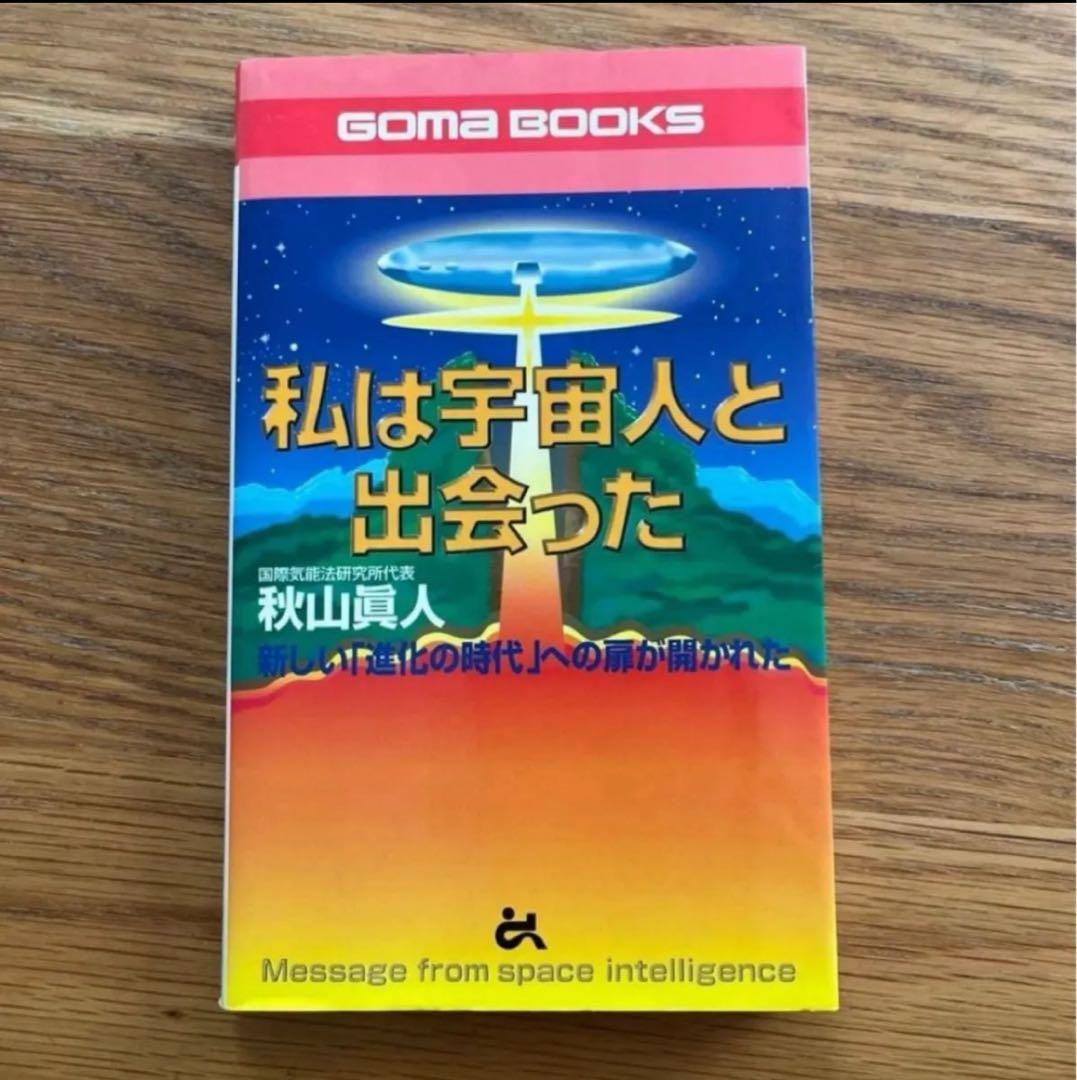 GOMA BOOKS
私は宇宙人と
出会った
国際気能法研究所代表
秋山眞人
新しい「進化の時代」への扉が開かれた
Message from space intelligence